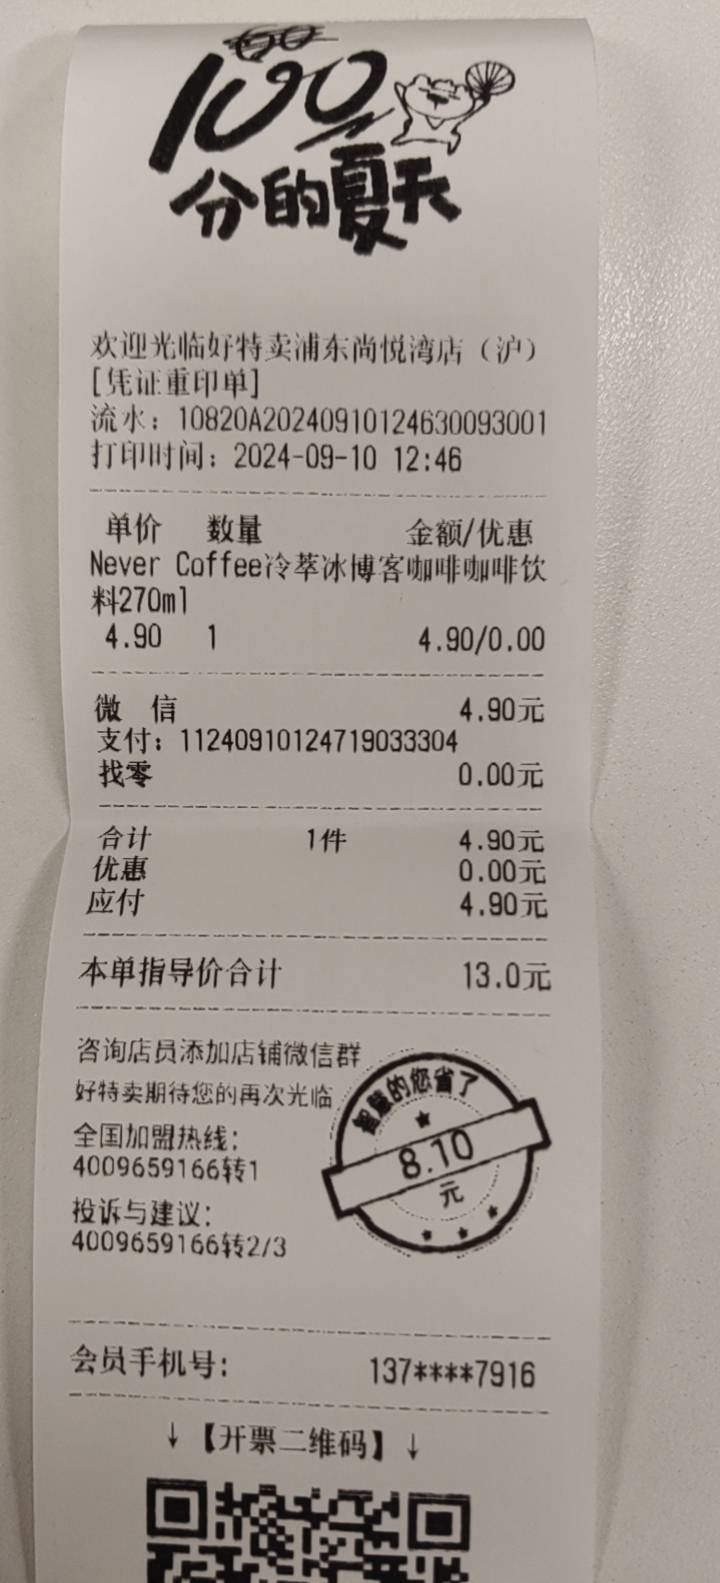 100
分的夏天
欢迎光临好特卖浦东尚悦湾店（沪）
[凭证重印单]
流水：10820A20240910124630093001
打印时间：2024-09-10 12:46
单价 数量 金额/优惠
Never Coffee冷萃冰博客咖啡咖啡饮
料270ml
4.90 1 4.90/0.00
微 信 4.90元
支付：11240910124719033304
找零 0.00元
合计 1件 4.90元
优惠 0.00元
应付 4.90元
本单指导价合计 13.0元
咨询店员添加店铺微信群
好特卖期待您的再次光临
全国加盟热线：
4009659166转1
投诉与建议：
4009659166转2/3
智慧的您省了
8.10
元
会员手机号： 137****7916
↓【开票二维码】↓